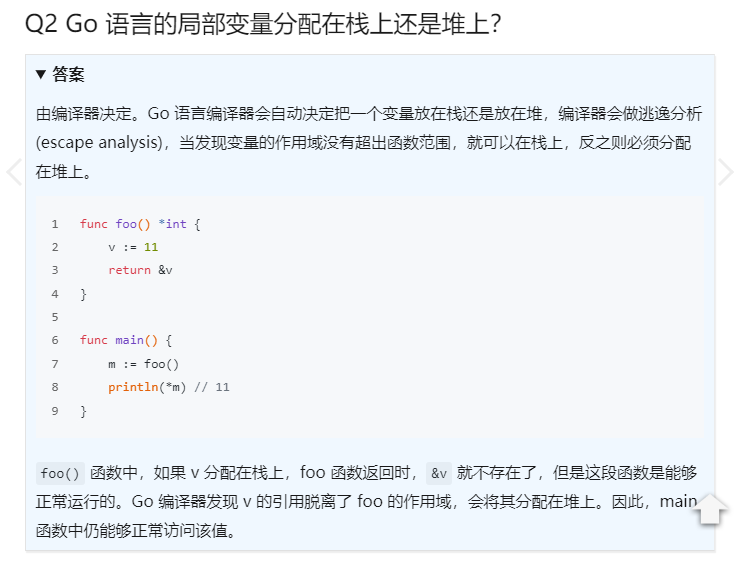 Q2 Go 语言的局部变量分配在栈上还是堆上？
▼ 答案
由编译器决定。Go 语言编译器会自动决定把一个变量放在栈还是放在堆，编译器会做逃逸分析
(escape analysis)，当发现变量的作用域没有超出函数范围，就可以在栈上，反之则必须分配
在堆上。
1 func foo() *int {
2     v := 11
3     return &v
4 }
5
6 func main() {
7     m := foo()
8     println(*m) // 11
9 }
foo() 函数中，如果 v 分配在栈上，foo 函数返回时，&v 就不存在了，但是这段函数是能够
正常运行的。Go 编译器发现 v 的引用脱离了 foo 的作用域，会将其分配在堆上。因此，main
函数中仍能够正常访问该值。